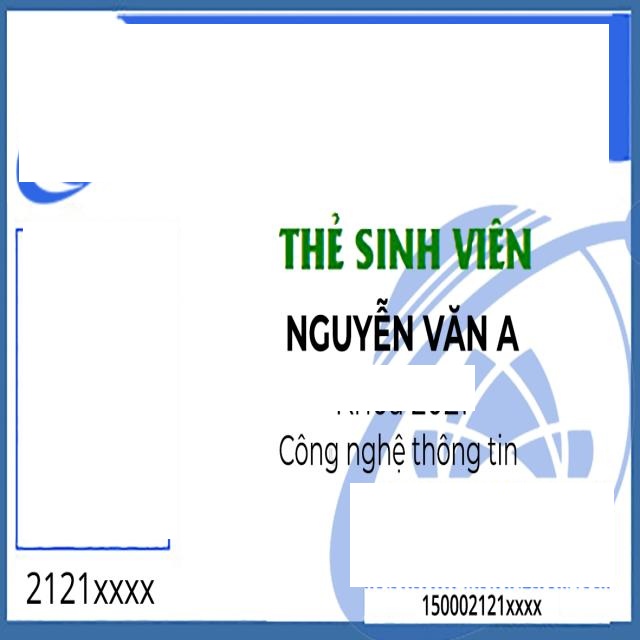 THẺ SINH VIÊN
NGUYỄN VĂN A
Công nghệ thông tin
2121xxxx
150002121xxxx